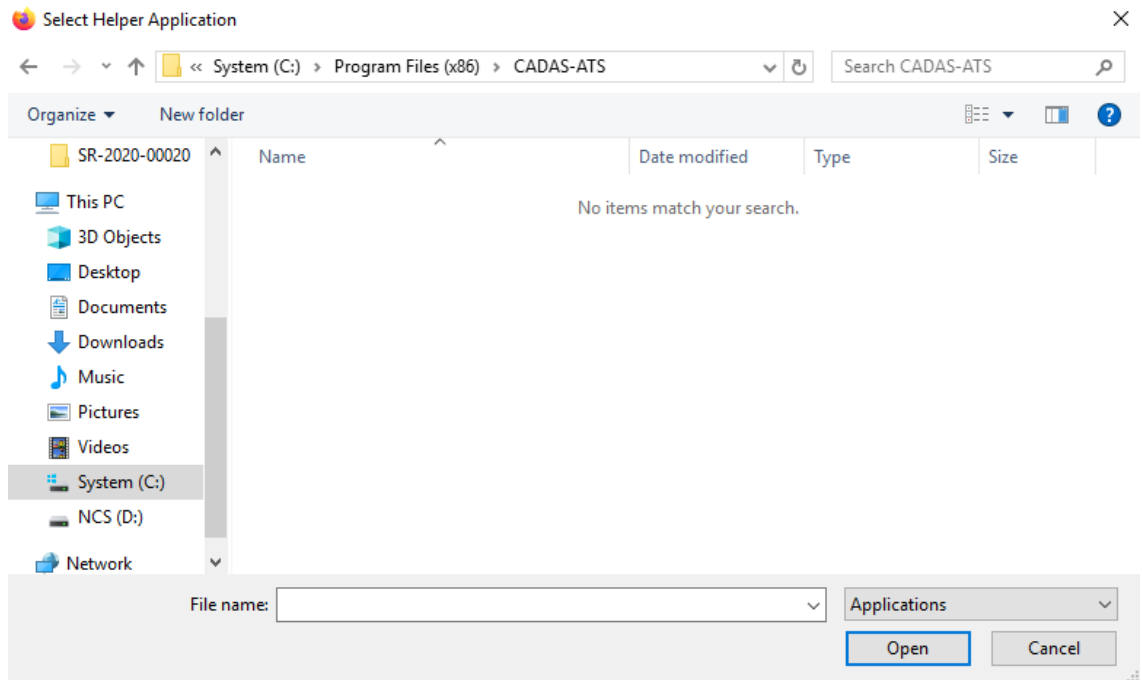 Select Helper Application
« System (C:) › Program Files (x86) › CADAS-ATS
Search CADAS-ATS
Organize
New folder
?
SR-2020-00020
Name
Date modified
Type
Size
This PC
No items match your search.
3D Objects
Desktop
Documents
Downloads
Music
Pictures
Videos
System (C:)
NCS (D:)
Network
File name:
Applications
Open
Cancel